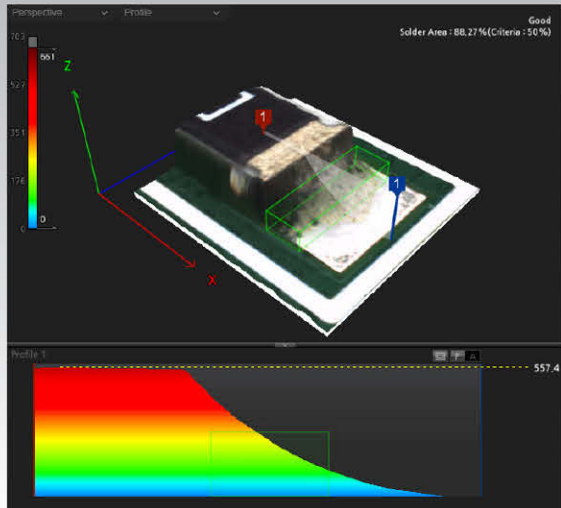 Perspective
Profile
Good
Solder Area : 88,27%(Criteria : 50%)
703
661
527
351
176
0
0
Z
X
1
1
Profile 1
557.4